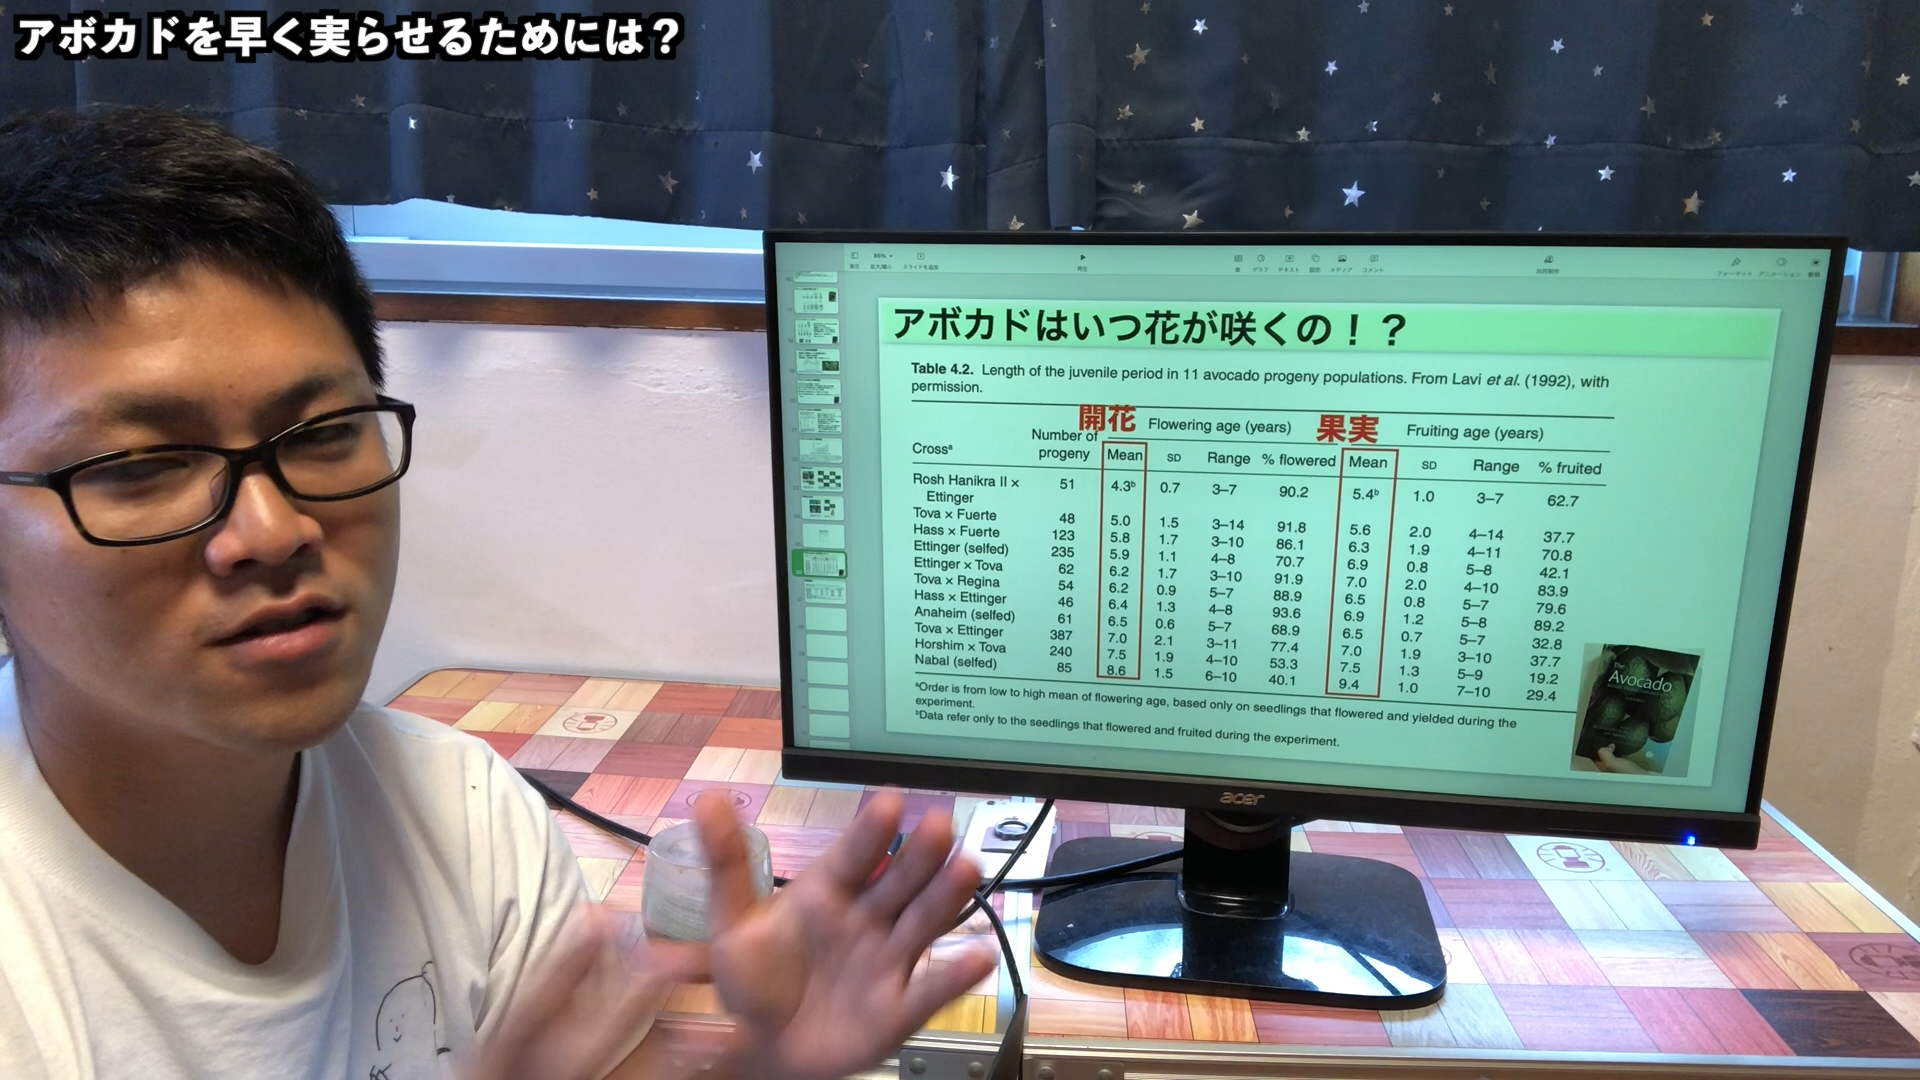 アボカドを早く実らせるためには？
86%
アボカドはいつ花が咲くの！？
Table 4.2. Length of the juvenile period in 11 avocado progeny populations. From Lavi et al. (1992), with
permission.
開花 Flowering age (years) 果実 Fruiting age (years)
Crossᵃ Number of progeny Mean SD Range % flowered Mean SD Range % fruited
Rosh Hanikra II × Ettinger 51 4.3ᵇ 0.7 3–7 90.2 5.4ᵇ 1.0 3–7 62.7
Tova × Fuerte 48 5.0 1.5 3–14 91.8 5.6 2.0 4–14 37.7
Hass × Fuerte 123 5.8 1.7 3–10 86.1 6.3 1.9 4–11 70.8
Ettinger (selfed) 235 5.9 1.1 4–8 70.7 6.9 0.8 5–8 42.1
Ettinger × Tova 62 6.2 1.7 3–10 91.9 7.0 2.0 4–10 83.9
Tova × Regina 54 6.2 0.9 5–7 88.9 6.5 0.8 5–7 79.6
Hass × Ettinger 46 6.4 1.3 4–8 93.6 6.9 1.2 5–8 89.2
Anaheim (selfed) 61 6.5 0.6 5–7 68.9 6.5 0.7 5–7 32.8
Tova × Ettinger 387 7.0 2.1 3–11 77.4 7.0 1.9 3–10 37.7
Horshim × Tova 240 7.5 1.9 4–10 53.3 7.5 1.3 5–9 19.2
Nabal (selfed) 85 8.6 1.5 6–10 40.1 9.4 1.0 7–10 29.4
ᵃOrder is from low to high mean of flowering age, based only on seedlings that flowered and yielded during the
experiment.
ᵇData refer only to the seedlings that flowered and fruited during the experiment.
The
Avocado
acer